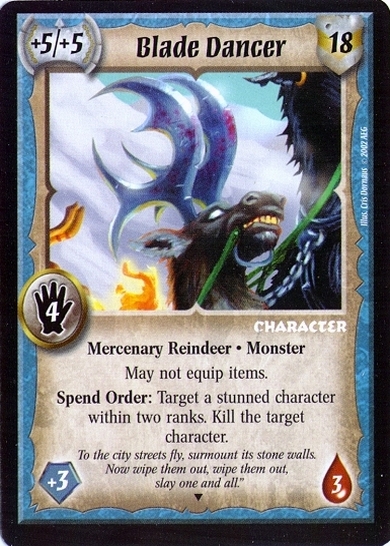 +5/+5
Blade Dancer
18
Illus. Cris Dornaus · 2002 AEG
4
CHARACTER
Mercenary Reindeer • Monster
May not equip items.
Spend Order: Target a stunned character
within two ranks. Kill the target
character.
To the city streets fly, surmount its stone walls.
Now wipe them out, wipe them out,
slay one and all."
+3
3